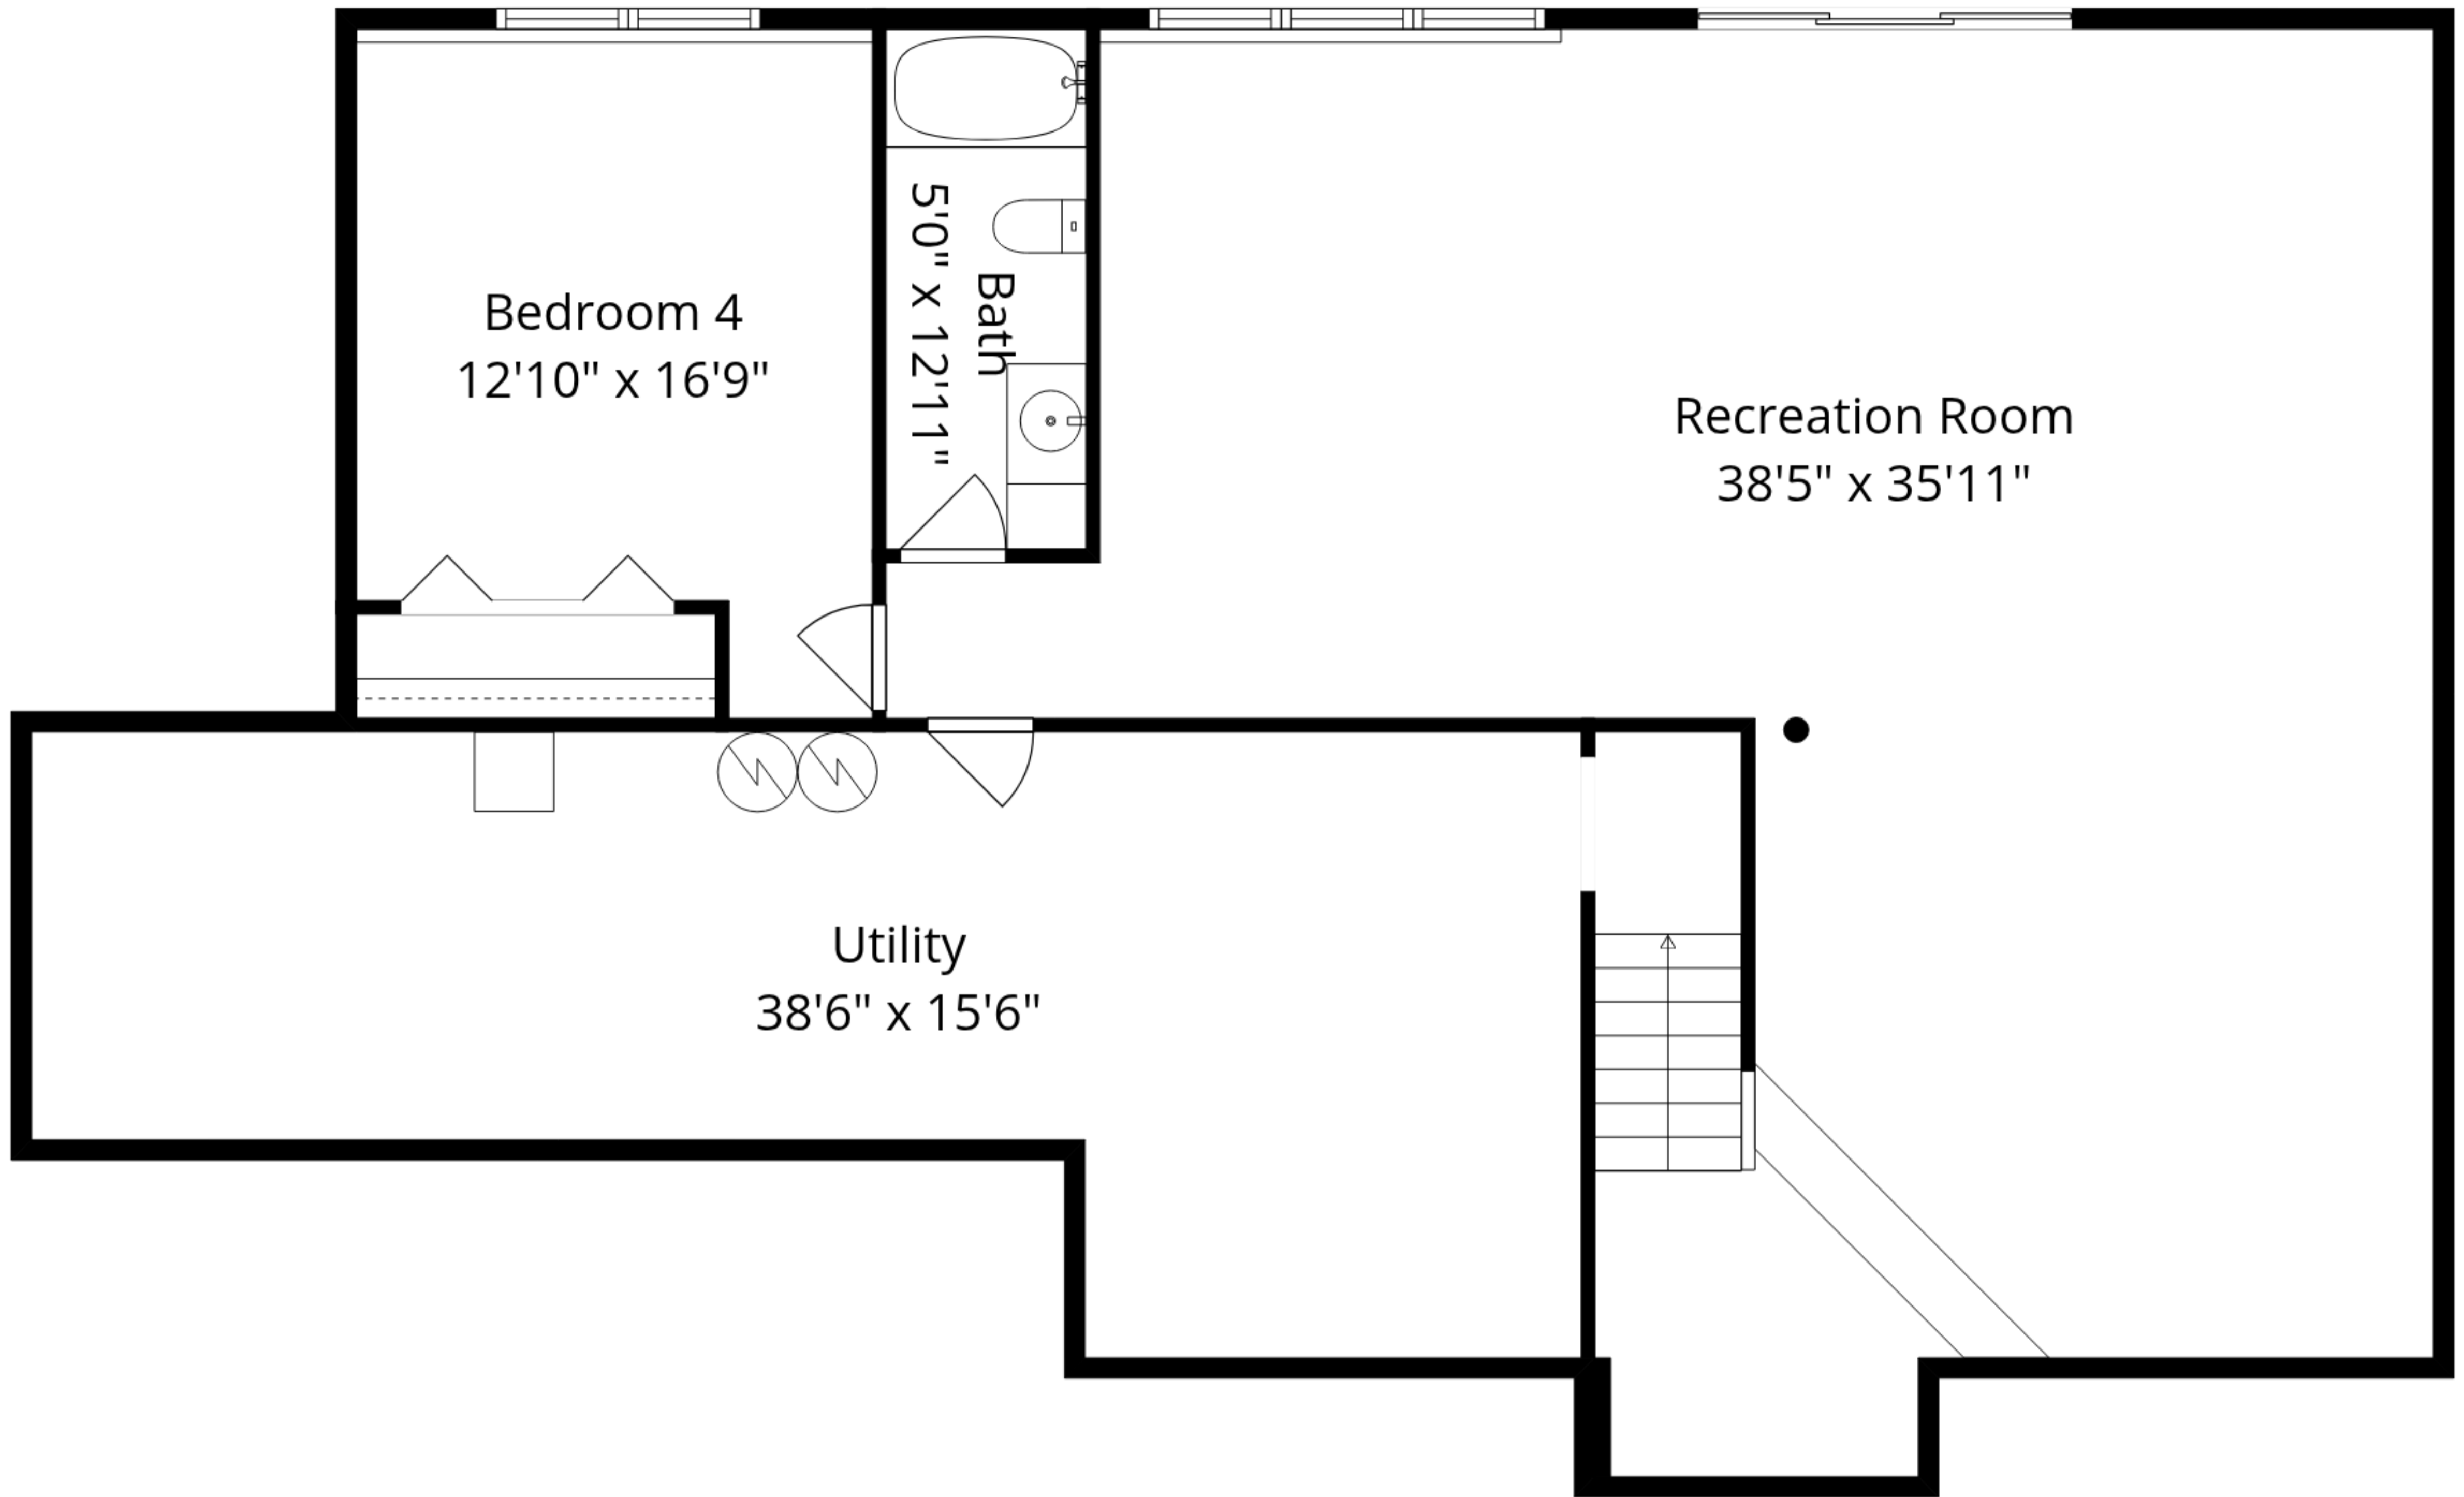 Bedroom 4
12'10" x 16'9"
Bath
5'0" x 12'11"
Recreation Room
38'5" x 35'11"
Utility
38'6" x 15'6"